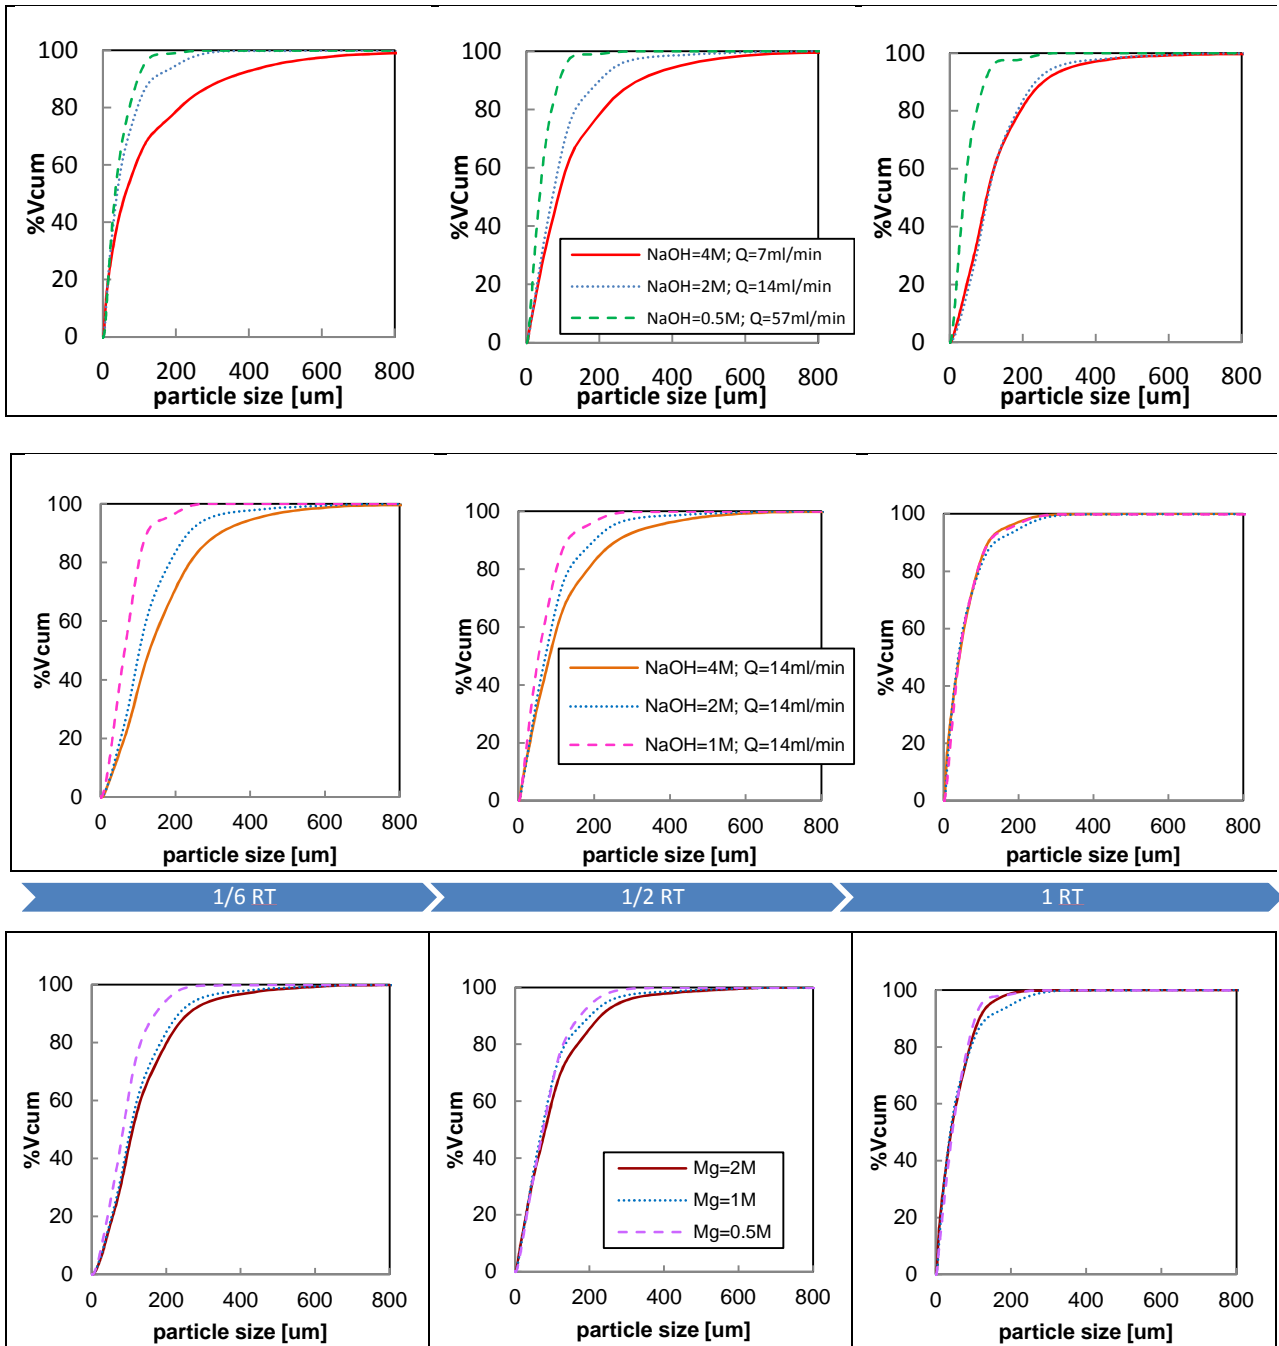 100
80
60
40
20
0
%Vcum
0 200 400 600 800
particle size [um]
100
80
60
40
20
0
%VCum
NaOH=4M; Q=7ml/min
NaOH=2M; Q=14ml/min
NaOH=0.5M; Q=57ml/min
0 200 400 600 800
particle size [um]
100
80
60
40
20
0
%Vcum
0 200 400 600 800
particle size [um]
100
80
60
40
20
0
%Vcum
0 200 400 600 800
particle size [um]
100
80
60
40
20
0
%Vcum
NaOH=4M; Q=14ml/min
NaOH=2M; Q=14ml/min
NaOH=1M; Q=14ml/min
0 200 400 600 800
particle size [um]
100
80
60
40
20
0
%Vcum
0 200 400 600 800
particle size [um]
1/6 RT
1/2 RT
1 RT
100
80
60
40
20
0
%Vcum
0 200 400 600 800
particle size [um]
100
80
60
40
20
0
%Vcum
Mg=2M
Mg=1M
Mg=0.5M
0 200 400 600 800
particle size [um]
100
80
60
40
20
0
%Vcum
0 200 400 600 800
particle size [um]